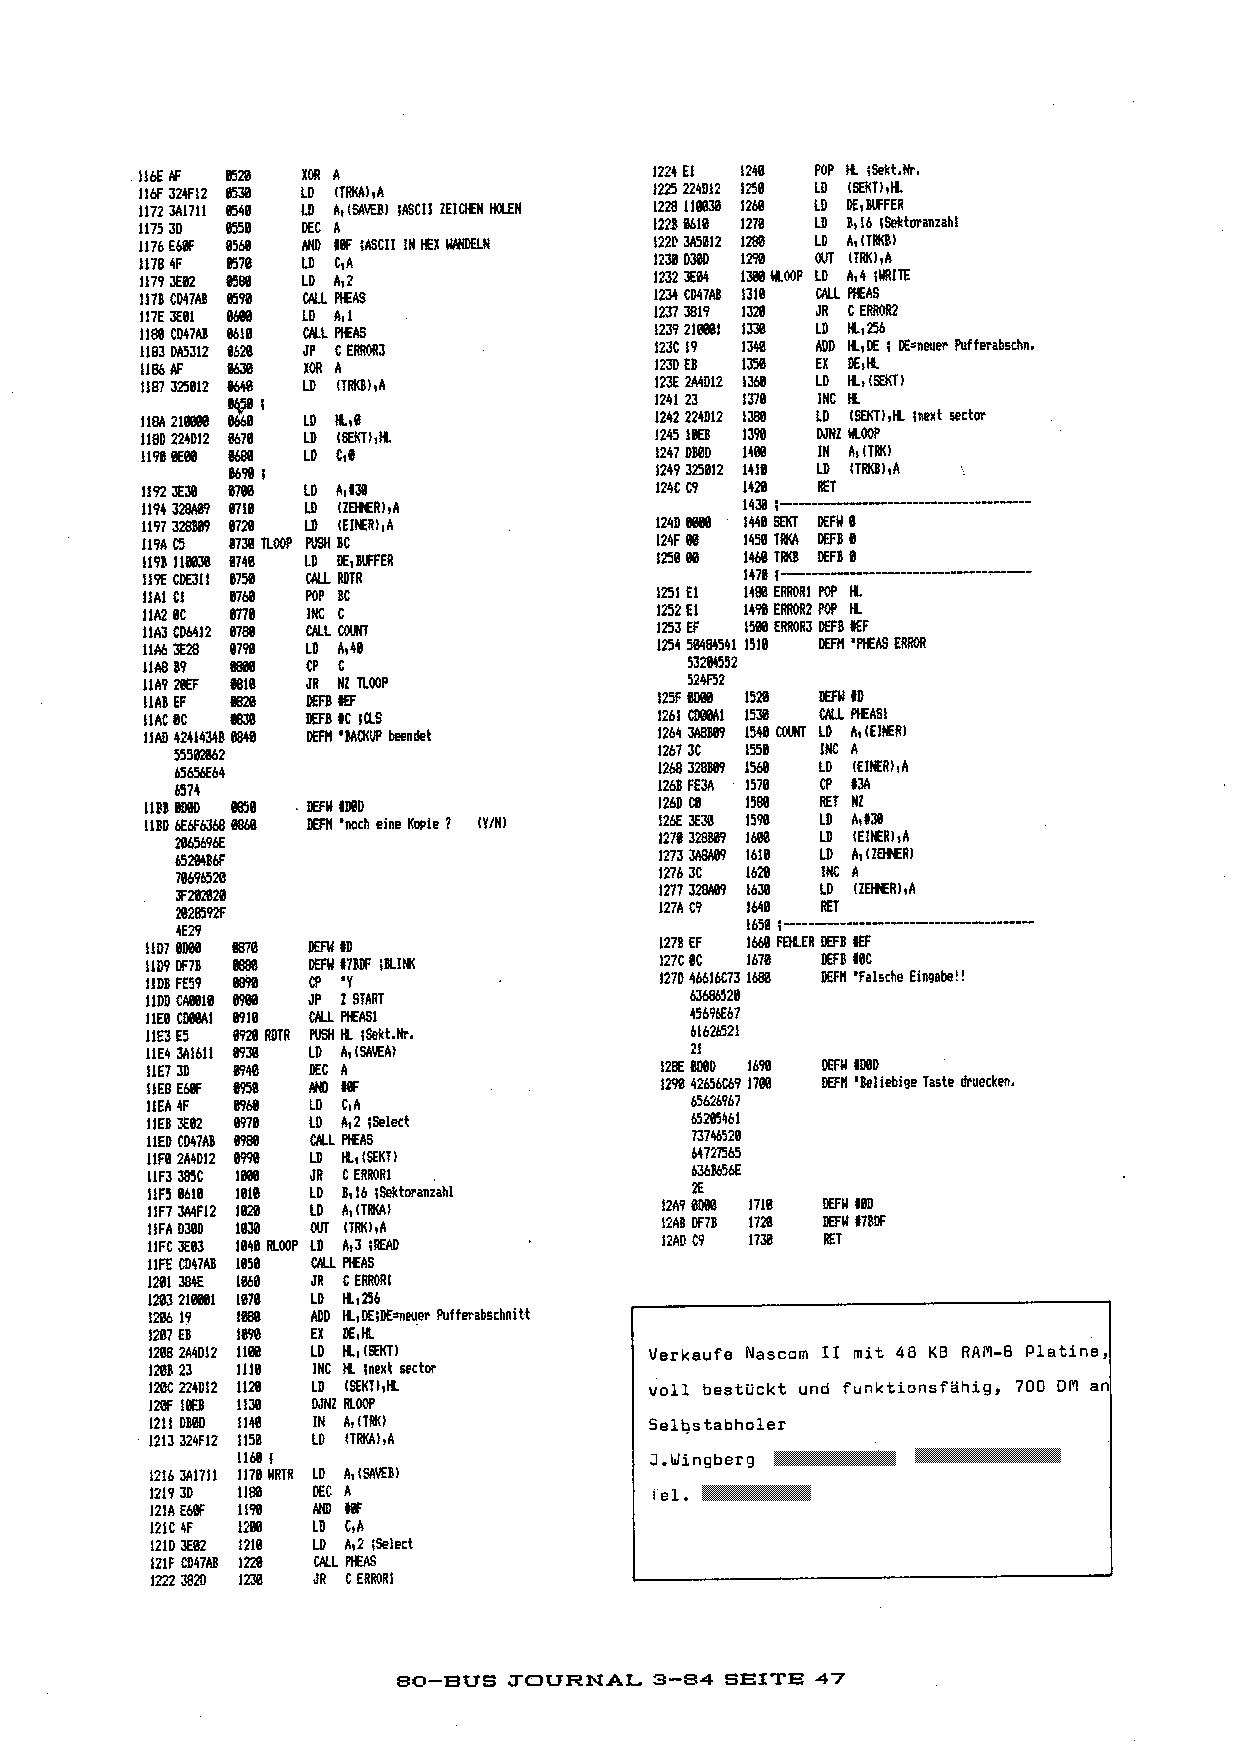 116E AF 0520 XOR A
116F 324F12 0530 LD (TRKA),A
1172 3A1711 0540 LD A,(SAVEB) ;ASCII ZEICHEN HOLEN
1175 3D 0550 DEC A
1176 E60F 0560 AND #0F ;ASCII IN HEX WANDELN
1178 4F 0570 LD C,A
1179 3E02 0580 LD A,2
117B CD47AB 0590 CALL PHEAS
117E 3E01 0600 LD A,1
1180 CD47AB 0610 CALL PHEAS
1183 DA5312 0620 JP C ERROR3
1186 AF 0630 XOR A
1187 325012 0640 LD (TRKB),A
0650 ;
118A 210000 0660 LD HL,0
118D 224D12 0670 LD (SEKT),HL
1190 0E00 0680 LD C,0
0690 ;
1192 3E30 0700 LD A,#30
1194 328A09 0710 LD (ZEHNER),A
1197 328B09 0720 LD (EINER),A
119A C5 0730 TLOOP PUSH BC
119B 110030 0740 LD DE,BUFFER
119E CDE311 0750 CALL RDTR
11A1 C1 0760 POP BC
11A2 0C 0770 INC C
11A3 CD6412 0780 CALL COUNT
11A6 3E28 0790 LD A,40
11A8 B9 0800 CP C
11A9 20EF 0810 JR NZ TLOOP
11AB EF 0820 DEFB #EF
11AC 0C 0830 DEFB #C ;CLS
11AD 4241434B 0840 DEFM "BACKUP beendet
55502062
65656E64
6574
11BB 0D0D 0850 DEFW #D0D
11BD 6E6F6368 0860 DEFM "noch eine Kopie ? (Y/N)
2065696E
65204B6F
70696520
3F202020
2028592F
4E29
11D7 0D00 0870 DEFW #D
11D9 DF7B 0880 DEFW #7BDF ;BLINK
11DB FE59 0890 CP "Y
11DD CA0010 0900 JP Z START
11E0 CD00A1 0910 CALL PHEAS1
11E3 E5 0920 RDTR PUSH HL ;Sekt.Nr.
11E4 3A1611 0930 LD A,(SAVEA)
11E7 3D 0940 DEC A
11E8 E60F 0950 AND #0F
11EA 4F 0960 LD C,A
11EB 3E02 0970 LD A,2 ;Select
11ED CD47AB 0980 CALL PHEAS
11F0 2A4D12 0990 LD HL,(SEKT)
11F3 385C 1000 JR C ERROR1
11F5 0610 1010 LD B,16 ;Sektoranzahl
11F7 3A4F12 1020 LD A,(TRKA)
11FA D30D 1030 OUT (TRK),A
11FC 3E03 1040 RLOOP LD A,3 ;READ
11FE CD47AB 1050 CALL PHEAS
1201 384E 1060 JR C ERROR1
1203 210001 1070 LD HL,256
1206 19 1080 ADD HL,DE;DE=neuer Pufferabschnitt
1207 EB 1090 EX DE,HL
1208 2A4D12 1100 LD HL,(SEKT)
120B 23 1110 INC HL ;next sector
120C 224D12 1120 LD (SEKT),HL
120F 10EB 1130 DJNZ RLOOP
1211 DB0D 1140 IN A,(TRK)
1213 324F12 1150 LD (TRKA),A
1160 ;
1216 3A1711 1170 WRTR LD A,(SAVEB)
1219 3D 1180 DEC A
121A E60F 1190 AND #0F
121C 4F 1200 LD C,A
121D 3E02 1210 LD A,2 ;Select
121F CD47AB 1220 CALL PHEAS
1222 382D 1230 JR C ERROR1
1224 E1 1240 POP HL ;Sekt.Nr.
1225 224D12 1250 LD (SEKT),HL
1228 110030 1260 LD DE,BUFFER
122B 0610 1270 LD B,16 ;Sektoranzahl
122D 3A5012 1280 LD A,(TRKB)
1230 D30D 1290 OUT (TRK),A
1232 3E04 1300 WLOOP LD A,4 ;WRITE
1234 CD47AB 1310 CALL PHEAS
1237 3819 1320 JR C ERROR2
1239 210001 1330 LD HL,256
123C 19 1340 ADD HL,DE ; DE=neuer Pufferabschn.
123D EB 1350 EX DE,HL
123E 2A4D12 1360 LD HL,(SEKT)
1241 23 1370 INC HL
1242 224D12 1380 LD (SEKT),HL ;next sector
1245 10EB 1390 DJNZ WLOOP
1247 DB0D 1400 IN A,(TRK)
1249 325012 1410 LD (TRKB),A
124C C9 1420 RET
1430 ;------------------------------------
124D 0000 1440 SEKT DEFW 0
124F 00 1450 TRKA DEFB 0
1250 00 1460 TRKB DEFB 0
1470 ;------------------------------------
1251 E1 1480 ERROR1 POP HL
1252 E1 1490 ERROR2 POP HL
1253 EF 1500 ERROR3 DEFB #EF
1254 50484541 1510 DEFM "PHEAS ERROR
53204552
524F52
125F 0D00 1520 DEFW #D
1261 CD00A1 1530 CALL PHEAS1
1264 3A8B09 1540 COUNT LD A,(EINER)
1267 3C 1550 INC A
1268 328B09 1560 LD (EINER),A
126B FE3A 1570 CP #3A
126D C0 1580 RET NZ
126E 3E30 1590 LD A,#30
1270 328B09 1600 LD (EINER),A
1273 3A8A09 1610 LD A,(ZEHNER)
1276 3C 1620 INC A
1277 328A09 1630 LD (ZEHNER),A
127A C9 1640 RET
1650 ;------------------------------------
127B EF 1660 FEHLER DEFB #EF
127C 0C 1670 DEFB #0C
127D 46616C73 1680 DEFM "Falsche Eingabe!!
63686520
45696E67
61626521
21
128E 0D0D 1690 DEFW #D0D
1290 42656C69 1700 DEFM "Beliebige Taste druecken.
65626967
65205461
73746520
64727565
636B656E
2E
12A9 0D00 1710 DEFW #0D
12AB DF7B 1720 DEFW #7BDF
12AD C9 1730 RET
Verkaufe Nascom II mit 48 KB RAM-B Platine,
voll bestückt und funktionsfähig, 700 DM an
Selbstabholer
J.Wingberg
Tel.
80-BUS JOURNAL 3-84 SEITE 47